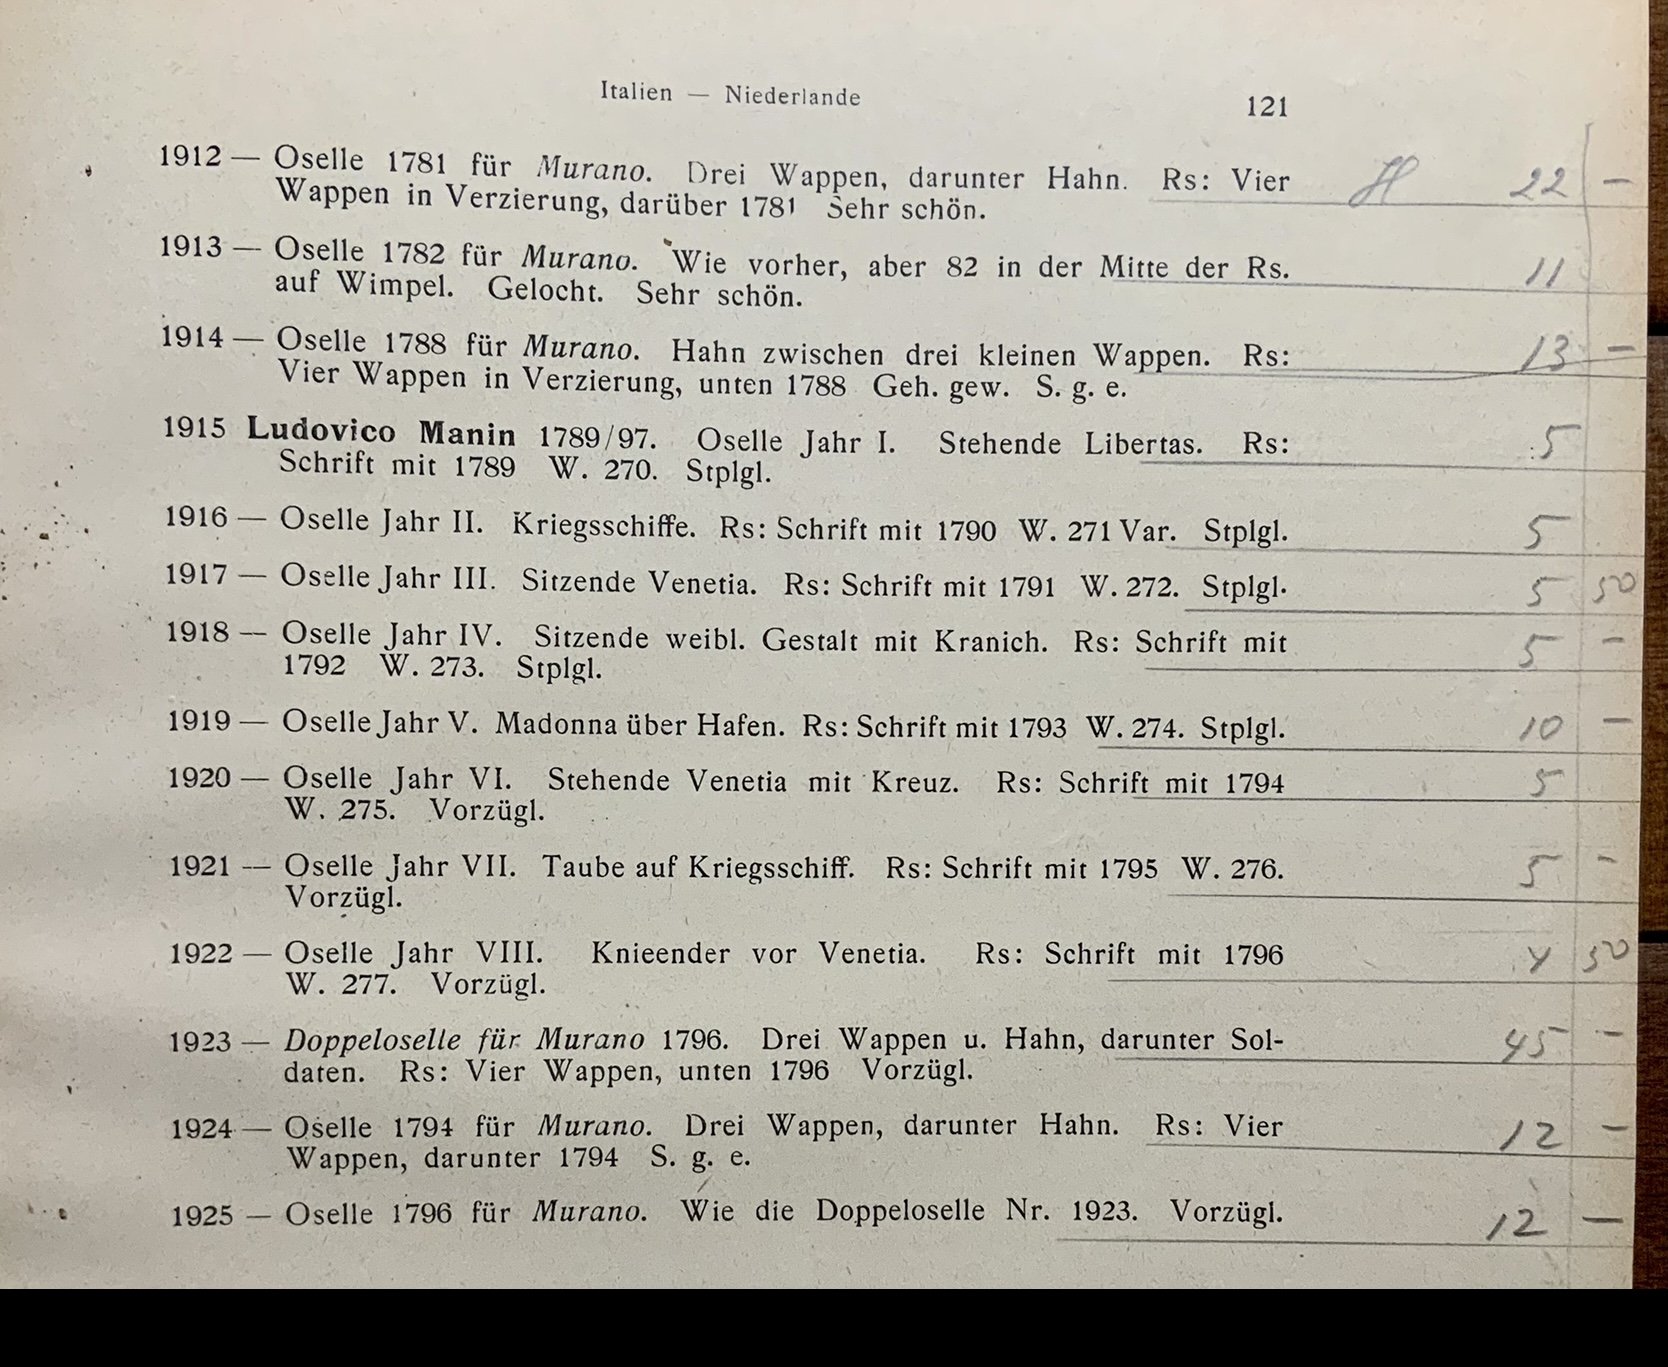 Italien — Niederlande 121
1912 — Oselle 1781 für Murano. Drei Wappen, darunter Hahn. Rs: Vier 22 —
Wappen in Verzierung, darüber 1781 Sehr schön.
1913 — Oselle 1782 für Murano. Wie vorher, aber 82 in der Mitte der Rs. 11
auf Wimpel. Gelocht. Sehr schön.
1914 — Oselle 1788 für Murano. Hahn zwischen drei kleinen Wappen. Rs: 13 —
Vier Wappen in Verzierung, unten 1788 Geh. gew. S. g. e.
1915 Ludovico Manin 1789/97. Oselle Jahr I. Stehende Libertas. Rs: 5
Schrift mit 1789 W. 270. Stplgl.
1916 — Oselle Jahr II. Kriegsschiffe. Rs: Schrift mit 1790 W. 271 Var. Stplgl. 5
1917 — Oselle Jahr III. Sitzende Venetia. Rs: Schrift mit 1791 W. 272. Stplgl. 5 50
1918 — Oselle Jahr IV. Sitzende weibl. Gestalt mit Kranich. Rs: Schrift mit 5 —
1792 W. 273. Stplgl.
1919 — Oselle Jahr V. Madonna über Hafen. Rs: Schrift mit 1793 W. 274. Stplgl. 10 —
1920 — Oselle Jahr VI. Stehende Venetia mit Kreuz. Rs: Schrift mit 1794 5
W. 275. Vorzügl.
1921 — Oselle Jahr VII. Taube auf Kriegsschiff. Rs: Schrift mit 1795 W. 276. 5 -
Vorzügl.
1922 — Oselle Jahr VIII. Knieender vor Venetia. Rs: Schrift mit 1796 4 50
W. 277. Vorzügl.
1923 — Doppeloselle für Murano 1796. Drei Wappen u. Hahn, darunter Sol- 45 -
daten. Rs: Vier Wappen, unten 1796 Vorzügl.
1924 — Oselle 1794 für Murano. Drei Wappen, darunter Hahn. Rs: Vier 12 —
Wappen, darunter 1794 S. g. e.
1925 — Oselle 1796 für Murano. Wie die Doppeloselle Nr. 1923. Vorzügl. 12 —